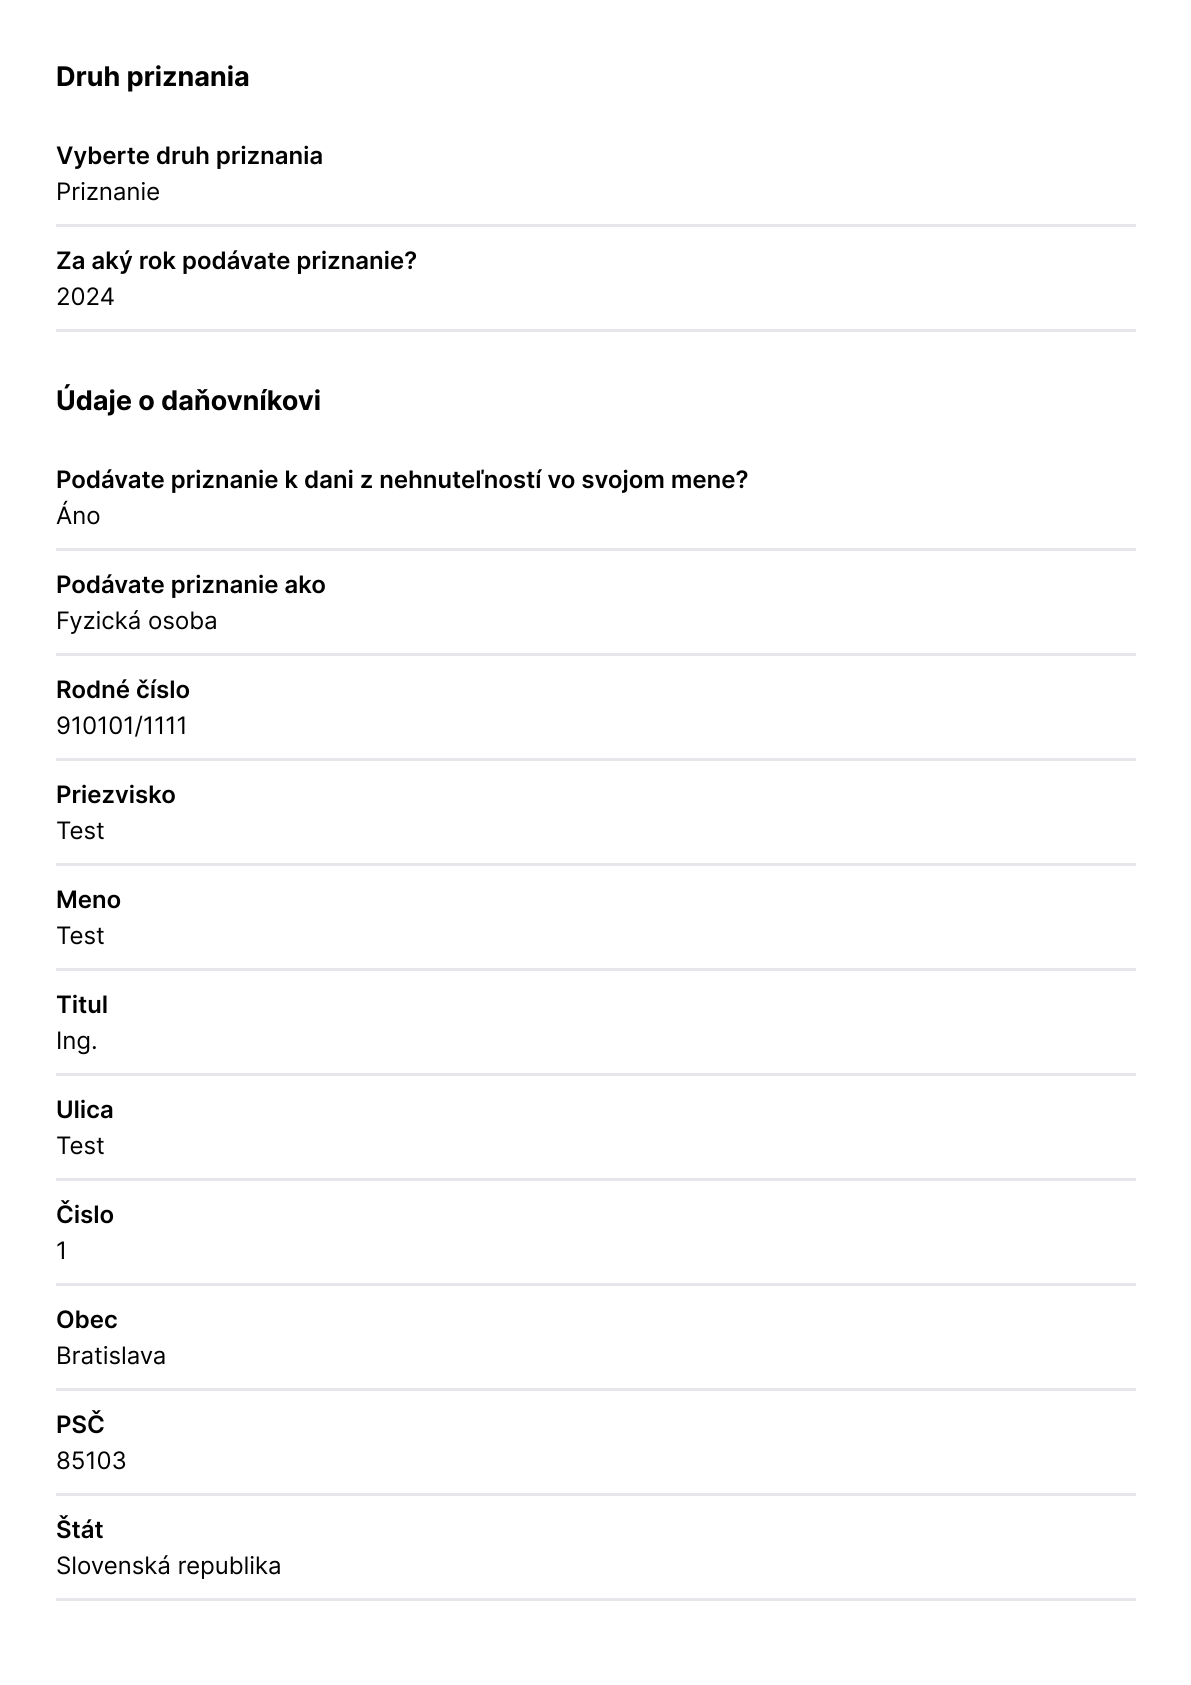 Druh priznania
Vyberte druh priznania
Priznanie
Za aký rok podávate priznanie?
2024
Údaje o daňovníkovi
Podávate priznanie k dani z nehnuteľností vo svojom mene?
Áno
Podávate priznanie ako
Fyzická osoba
Rodné číslo
910101/1111
Priezvisko
Test
Meno
Test
Titul
Ing.
Ulica
Test
Čislo
1
Obec
Bratislava
PSČ
85103
Štát
Slovenská republika